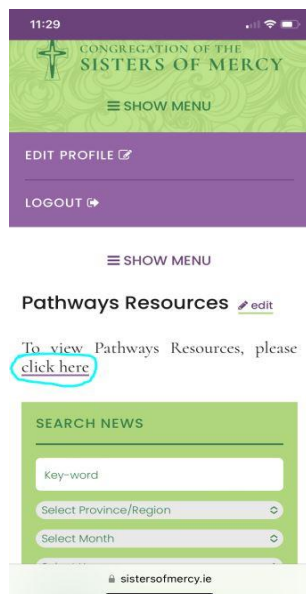 11:29
CONGREGATION OF THE
SISTERS OF MERCY
SHOW MENU
EDIT PROFILE
LOGOUT
SHOW MENU
Pathways Resources edit
To view Pathways Resources, please
click here
SEARCH NEWS
Key-word
Select Province/Region
Select Month
sistersofmercy.ie